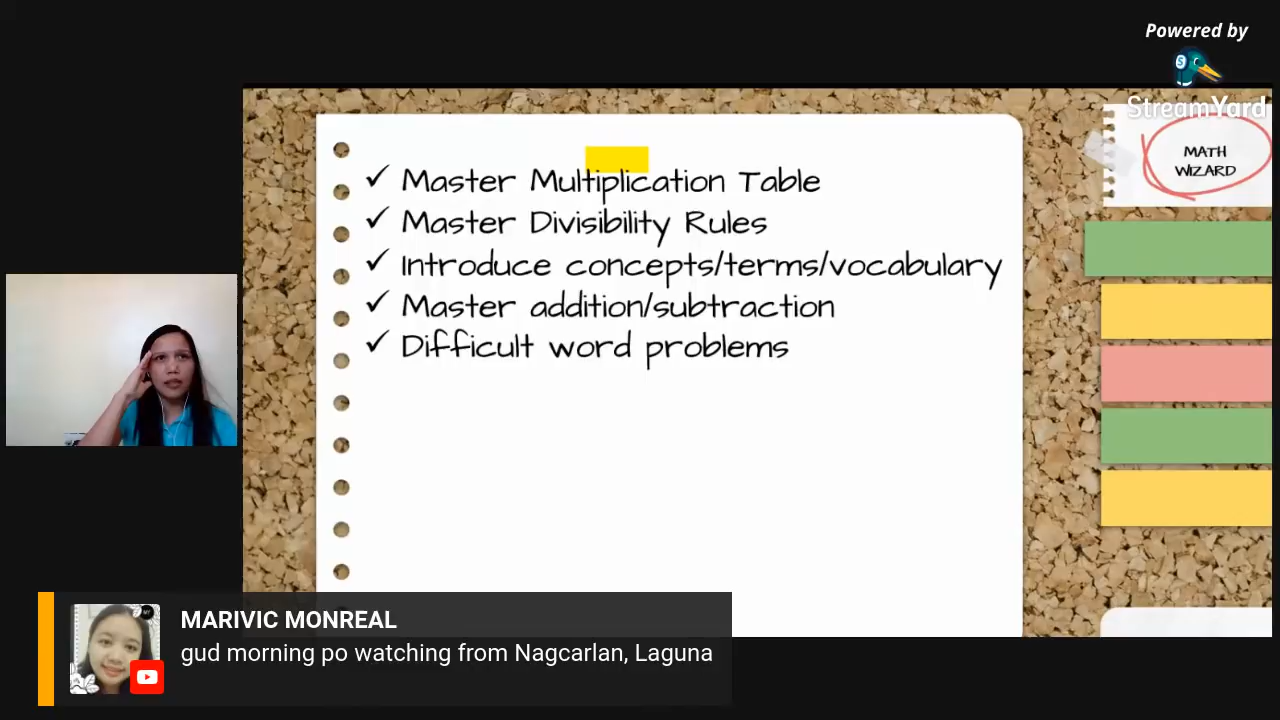 Powered by
StreamYard
MATH
WIZARD
✓ Master Multiplication Table
✓ Master Divisibility Rules
✓ Introduce concepts/terms/vocabulary
✓ Master addition/subtraction
✓ Difficult word problems
MARIVIC MONREAL
gud morning po watching from Nagcarlan, Laguna